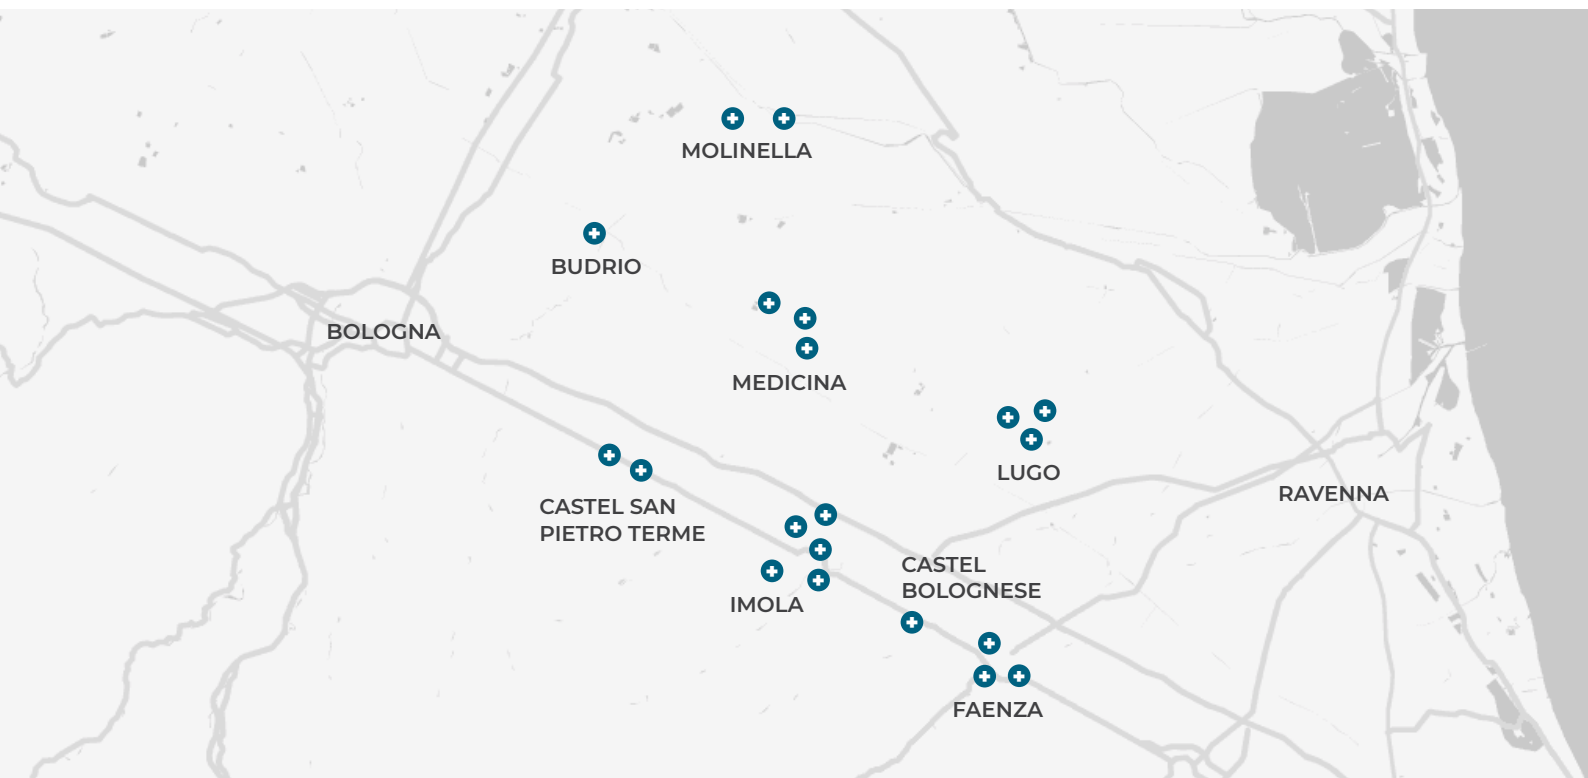 MOLINELLA
BUDRIO
BOLOGNA
MEDICINA
LUGO
RAVENNA
CASTEL SAN
PIETRO TERME
CASTEL
BOLOGNESE
IMOLA
FAENZA